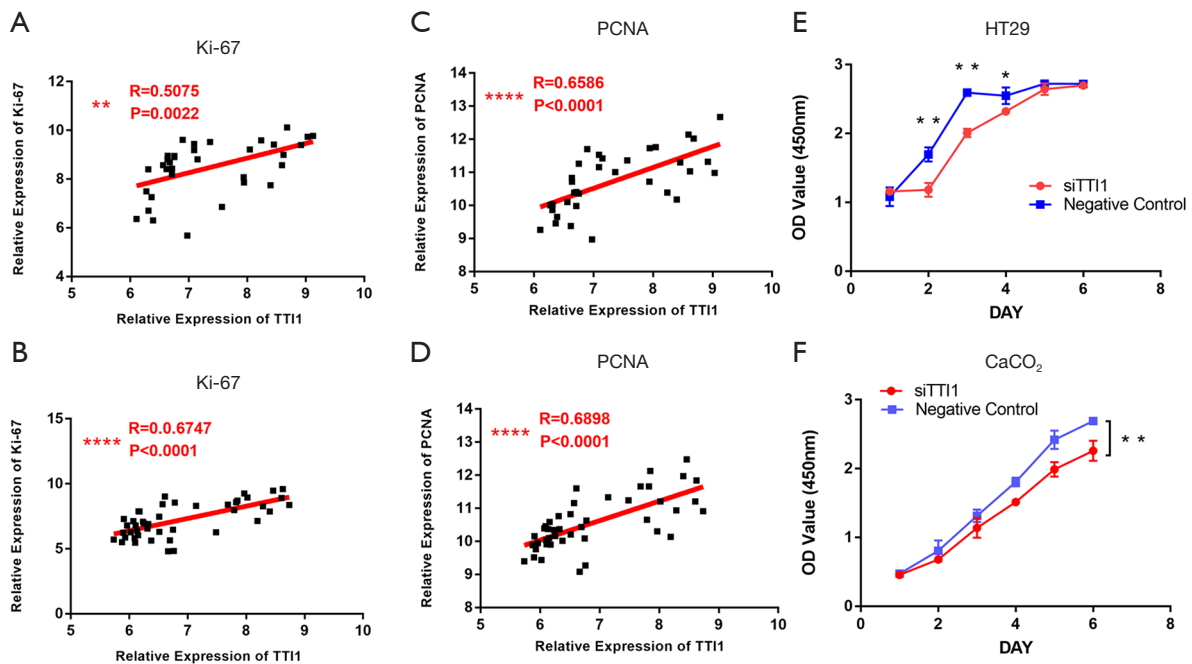 A
Ki-67
**
R=0.5075
P=0.0022
Relative Expression of Ki-67
12
10
8
6
4
5 6 7 8 9 10
Relative Expression of TTI1
C
PCNA
****
R=0.6586
P<0.0001
Relative Expression of PCNA
14
13
12
11
10
9
8
5 6 7 8 9 10
Relative Expression of TTI1
E
HT29
* *
* *
*
OD Value (450nm)
3
2
1
0
siTTI1
Negative Control
0 2 4 6 8
DAY
B
Ki-67
****
R=0.0.6747
P<0.0001
Relative Expression of Ki-67
15
10
5
0
5 6 7 8 9 10
Relative Expression of TTI1
D
PCNA
****
R=0.6898
P<0.0001
Relative Expression of PCNA
14
13
12
11
10
9
8
5 6 7 8 9 10
Relative Expression of TTI1
F
CaCO₂
siTTI1
Negative Control
* *
OD Value (450nm)
3
2
1
0
0 2 4 6 8
DAY